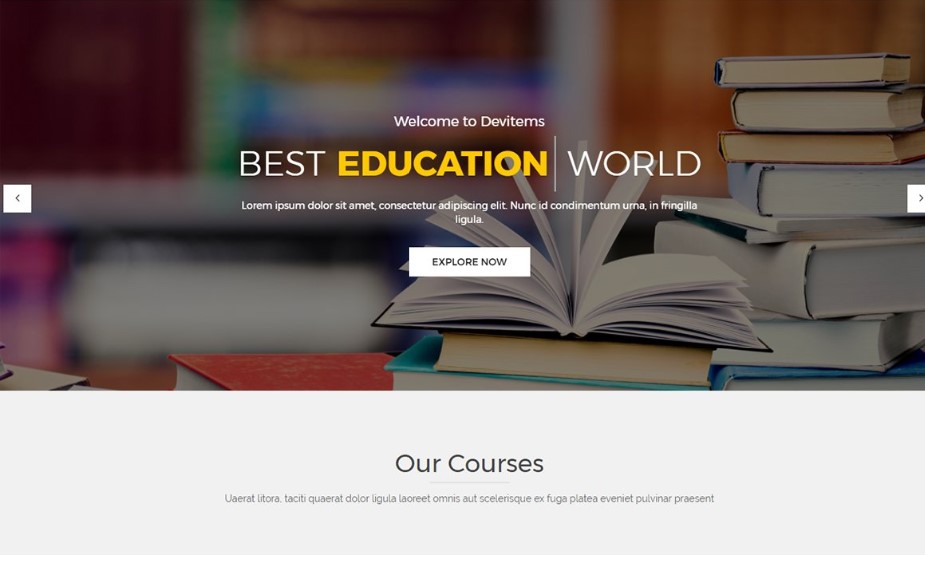 Welcome to Devitems
BEST EDUCATION WORLD
Lorem ipsum dolor sit amet, consectetur adipiscing elit. Nunc id condimentum urna, in fringilla
ligula.
EXPLORE NOW
Our Courses
Uaerat litora, taciti quaerat dolor ligula laoreet omnis aut scelerisque ex fuga platea eveniet pulvinar praesent